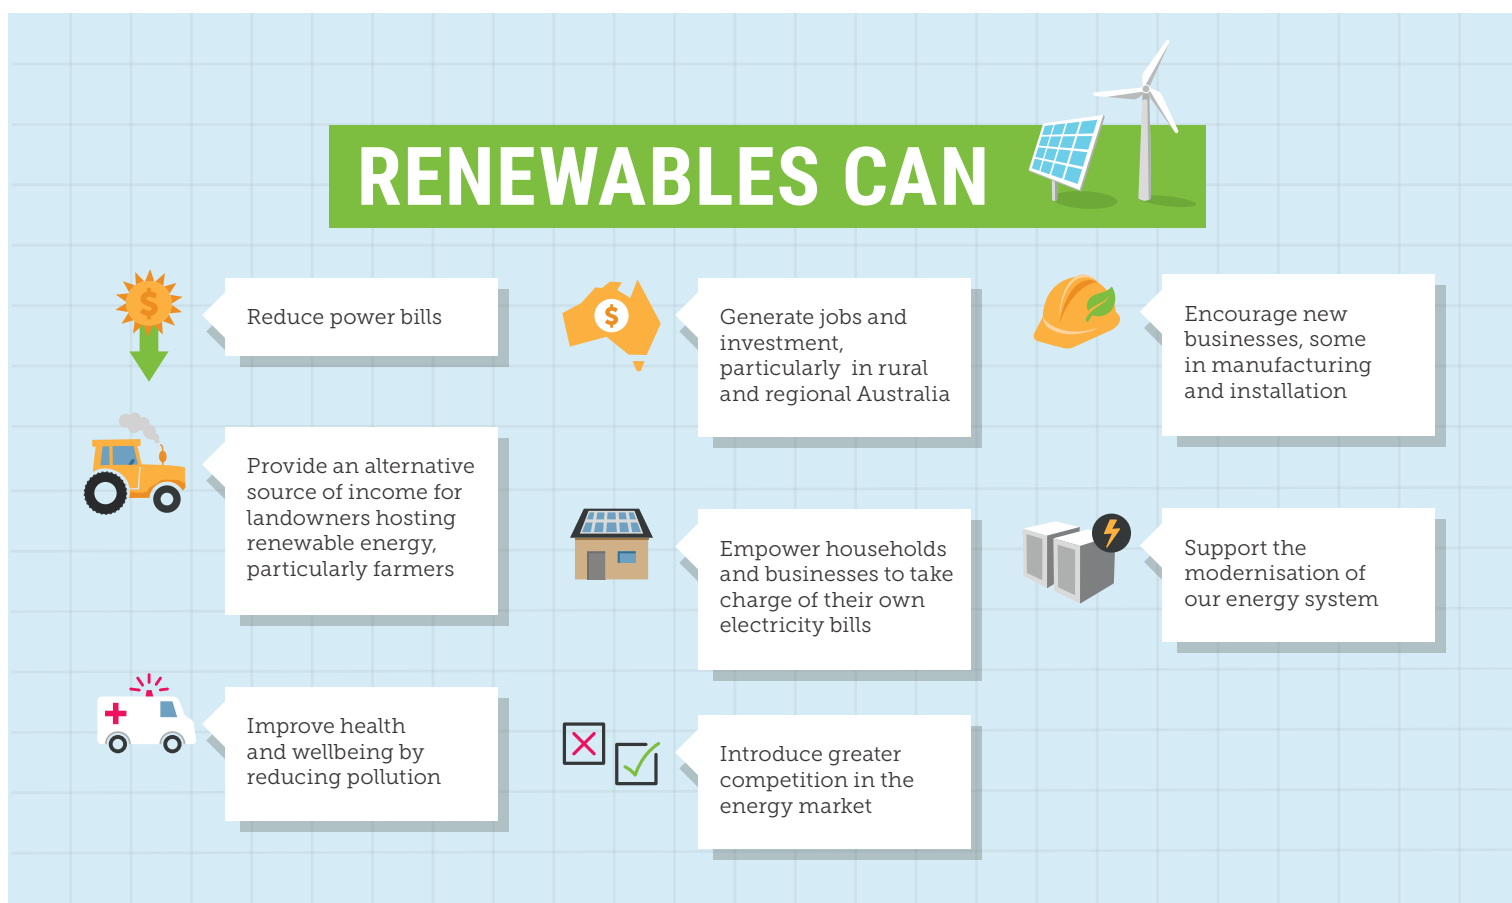 RENEWABLES CAN
$
Reduce power bills
Provide an alternative
source of income for
landowners hosting
renewable energy,
particularly farmers
Improve health
and wellbeing by
reducing pollution
$
Generate jobs and
investment,
particularly in rural
and regional Australia
Empower households
and businesses to take
charge of their own
electricity bills
Introduce greater
competition in the
energy market
Encourage new
businesses, some
in manufacturing
and installation
Support the
modernisation of
our energy system